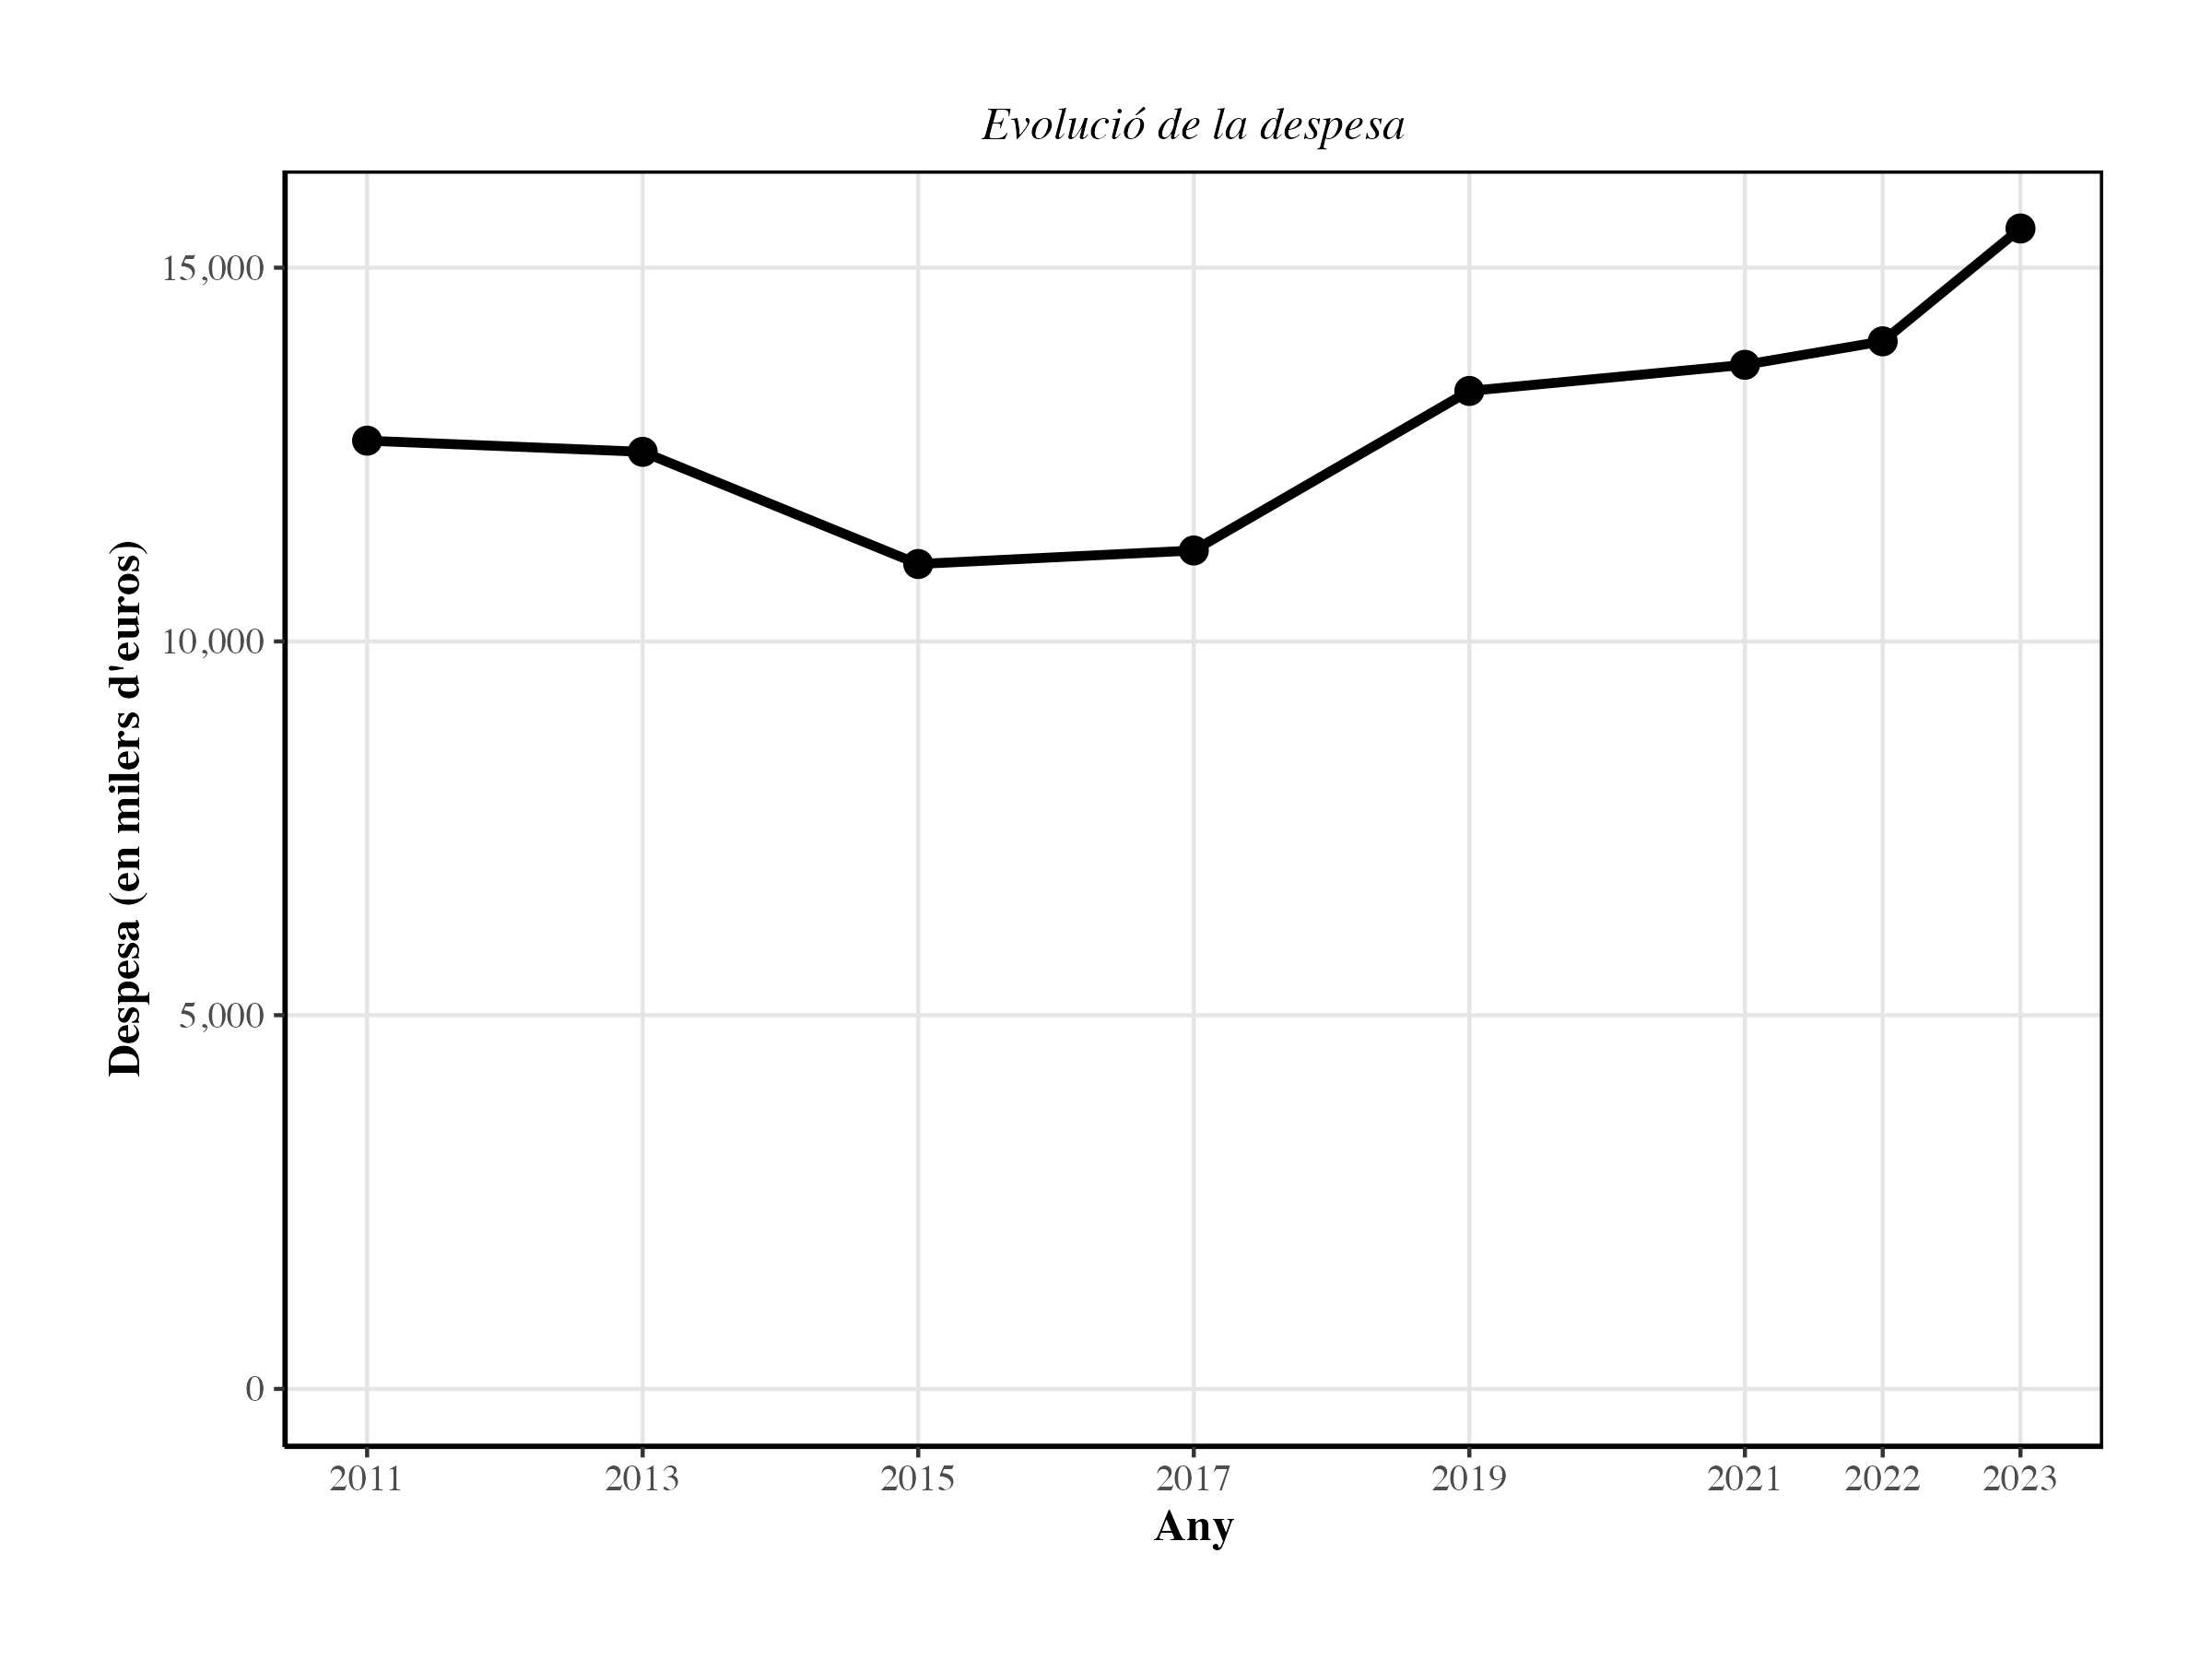 Evolució de la despesa
Despesa (en milers d'euros)
15,000
10,000
5,000
0
2011 2013 2015 2017 2019 2021 2022 2023
Any